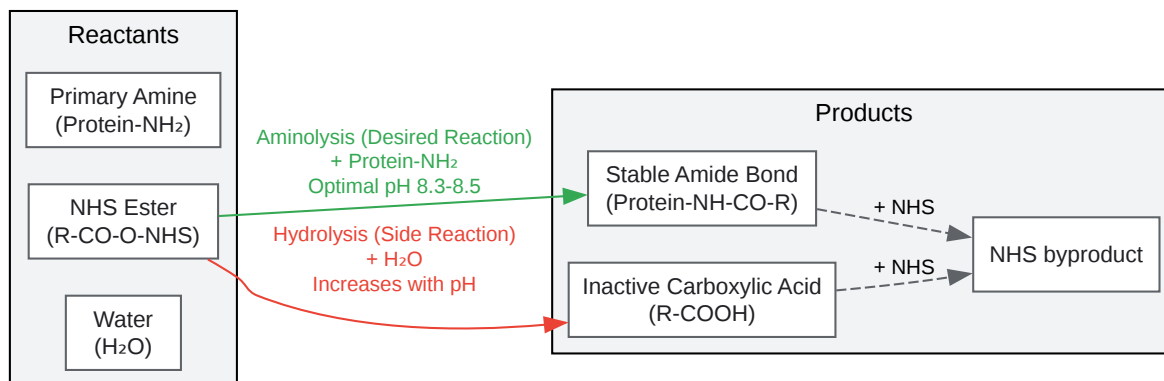 Reactants
Primary Amine
(Protein-NH₂)
NHS Ester
(R-CO-O-NHS)
Water
(H₂O)
Aminolysis (Desired Reaction)
+ Protein-NH₂
Optimal pH 8.3-8.5
Hydrolysis (Side Reaction)
+ H₂O
Increases with pH
Products
Stable Amide Bond
(Protein-NH-CO-R)
Inactive Carboxylic Acid
(R-COOH)
+ NHS
+ NHS
NHS byproduct